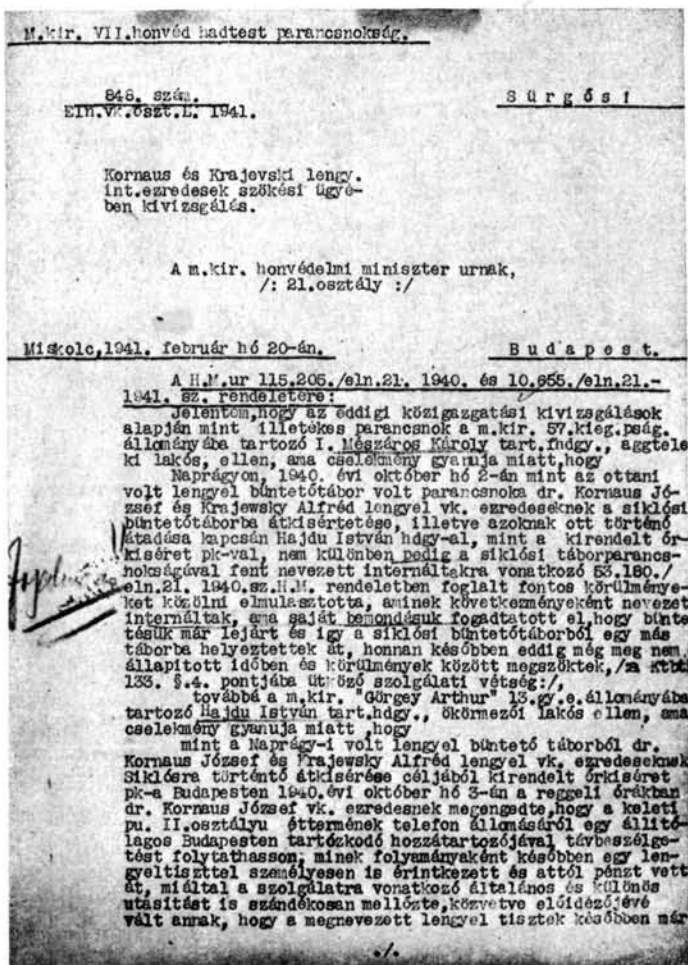 M.kir. VII.honvéd hadtest parancsnokság.
848. szám.
Eln.vk.oszt.L. 1941.
Sürgős!
Kornaus és Krajevski lengy.
int.ezredesek szökési ügyé-
ben kivizsgálás.
A m.kir. honvédelmi miniszter urnak,
/: 21.osztály :/
Miskolc,1941. február hó 20-án.
Budapest.
A H.M.ur 115.205./eln.21. 1940. és 10.655./eln.21.-
1941. sz. rendeletére:
Jelentem,hogy az eddigi közigazgatási kivizsgálások
alapján mint illetékes parancsnok a m.kir. 57.kieg.pság.
állományába tartozó I. Mészáros Károly tart.fhdgy., aggtele
ki lakós, ellen, ama cselekmény gyanuja miatt,hogy
Naprágyon, 1940. évi október hó 2-án mint az ottani
volt lengyel büntetőtábor volt parancsnoka dr. Kornaus Jó-
zsef és Krajewsky Alfréd lengyel vk. ezredeseknek a siklósi
büntetőtáborba átkisértetése, illetve azoknak ott történő
átadása kapcsán Hajdu István hdgy-al, mint a kirendelt őr-
kiséret pk-val, nem különben pedig a siklósi táborparancs-
nokságával fent nevezett internáltakra vonatkozó 53.180./
eln.21. 1940.sz.H.M. rendeletben foglalt fontos körülménye-
ket közölni elmulasztotta, aminek következményeként nevezet
internáltak, ama saját bemondásuk fogadtatott el,hogy bünte
tésük már lejárt és igy a siklósi büntetőtáborból egy más
táborba helyeztettek át, honnan későbben eddig még meg nem
állapitott időben és körülmények között megszöktek,/a Ktbtk
133. §.4. pontjába ütköző szolgálati vétség:/,
továbbá a m.kir. "Görgey Arthur" 13.gy.e.állományába
tartozó Hajdu István tart.hdgy., ökörmezői lakós ellen, ama
cselekmény gyanuja miatt ,hogy
mint a Naprágy-i volt lengyel büntető táborból dr.
Kornaus József és Krajewsky Alfréd lengyel vk. ezredeseknek
Siklósra történtő átkisérése céljából kirendelt őrkiséret
pk-a Budapesten 1940.évi október hó 3-án a reggeli órákban
dr. Kornaus József vk. ezredesnek megengedte,hogy a keleti
pu. II.osztályu éttermének telefon állomásáról egy állitó-
lagos Budapesten tartózkodó hozzátartozójával távbeszélge-
tést folytathasson, minek folyamányaként későbben egy len-
gyeltiszttel személyesen is érintkezett és attól pénzt vett
át, miáltal a szolgálatra vonatkozó általános és különös
utasitást is szándékosan mellőzte,közvetve előidézőjévé
vált annak, hogy a megnevezett lengyel tisztek későbben már
./.